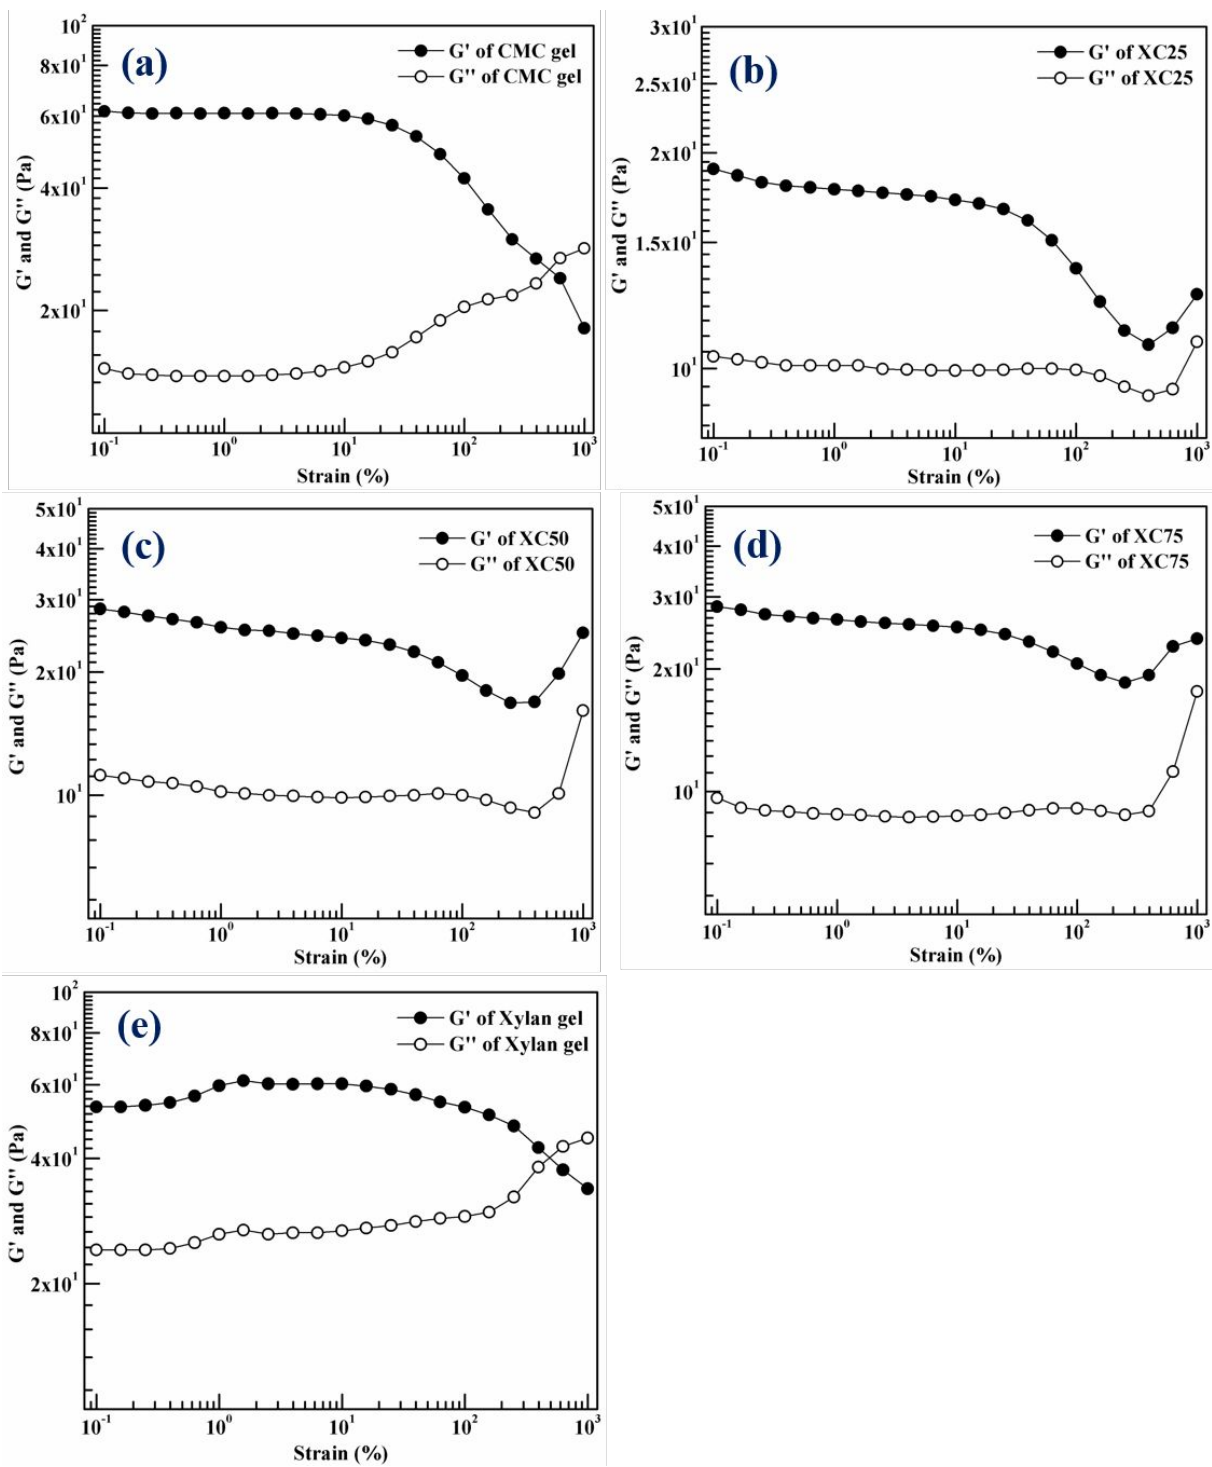 (a)
G' of CMC gel
G'' of CMC gel
G' and G'' (Pa)
10²
8x10¹
6x10¹
4x10¹
2x10¹
10⁻¹ 10⁰ 10¹ 10² 10³
Strain (%)
(b)
G' of XC25
G'' of XC25
G' and G'' (Pa)
3x10¹
2.5x10¹
2x10¹
1.5x10¹
10¹
10⁻¹ 10⁰ 10¹ 10² 10³
Strain (%)
(c)
G' of XC50
G'' of XC50
G' and G'' (Pa)
5x10¹
4x10¹
3x10¹
2x10¹
10¹
10⁻¹ 10⁰ 10¹ 10² 10³
Strain (%)
(d)
G' of XC75
G'' of XC75
G' and G'' (Pa)
5x10¹
4x10¹
3x10¹
2x10¹
10¹
10⁻¹ 10⁰ 10¹ 10² 10³
Strain (%)
(e)
G' of Xylan gel
G'' of Xylan gel
G' and G'' (Pa)
10²
8x10¹
6x10¹
4x10¹
2x10¹
10⁻¹ 10⁰ 10¹ 10² 10³
Strain (%)